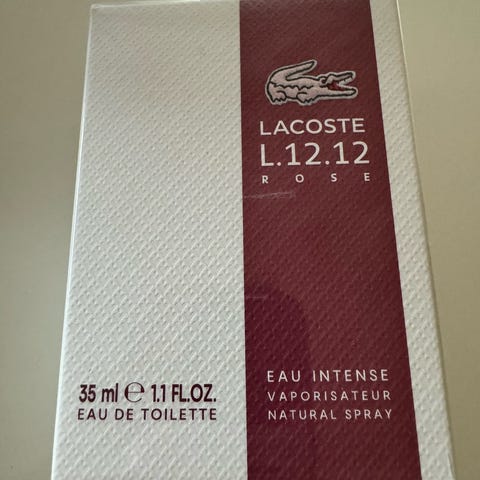 LACOSTE
L.12.12
ROSE
EAU INTENSE
VAPORISATEUR
NATURAL SPRAY
35 ml ℮ 1.1 FL.OZ.
EAU DE TOILETTE